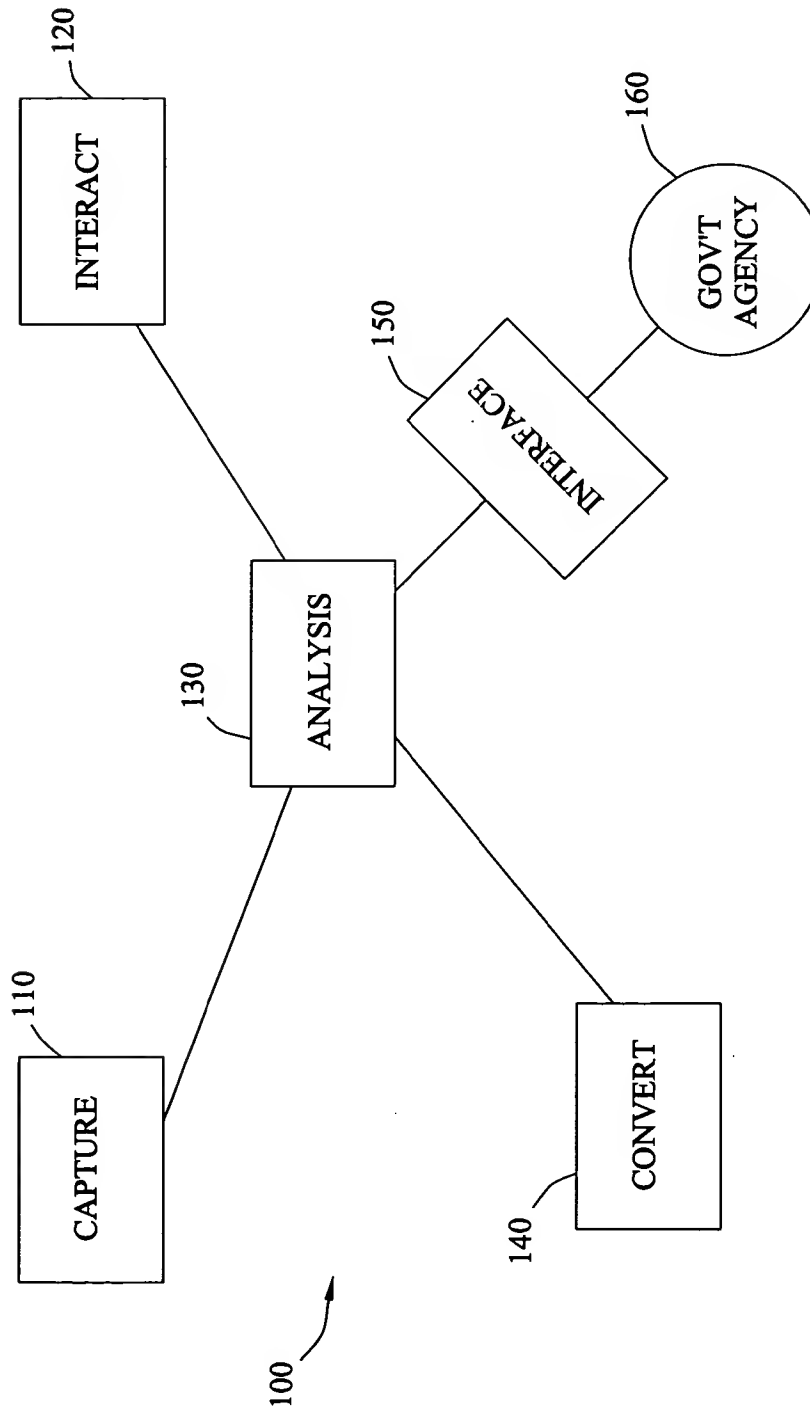 100
110
CAPTURE
120
INTERACT
130
ANALYSIS
140
CONVERT
150
INTERFACE
160
GOV'T
AGENCY